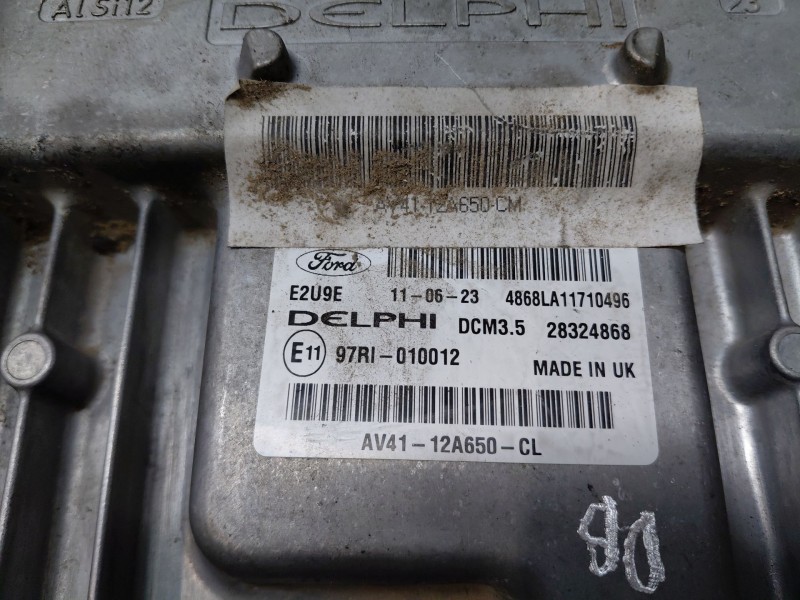 AlSi12
DELPHI
23
AV41-12A650-CM
Ford
E2U9E 11-06-23 4868LA11710496
DELPHI DCM3.5 28324868
E11 97RI-010012 MADE IN UK
AV41-12A650-CL